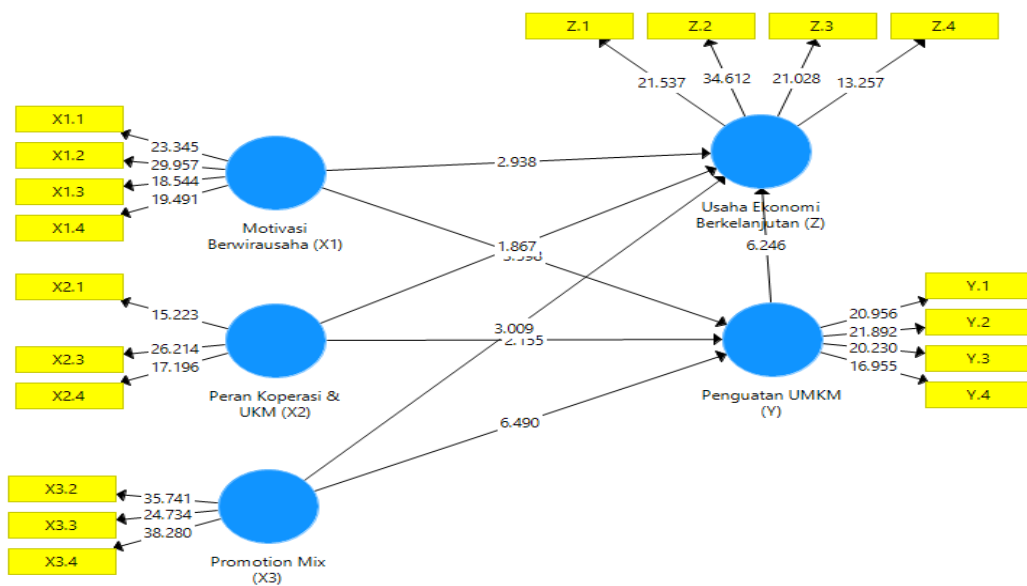 Z.1
Z.2
Z.3
Z.4
21.537
34.612
21.028
13.257
X1.1
X1.2
X1.3
X1.4
23.345
29.957
18.544
19.491
Motivasi
Berwirausaha (X1)
2.938
Usaha Ekonomi
Berkelanjutan (Z)
1.867
6.246
X2.1
X2.3
X2.4
15.223
26.214
17.196
Peran Koperasi &
UKM (X2)
3.009
Y.1
Y.2
Y.3
Y.4
20.956
21.892
20.230
16.955
Penguatan UMKM
(Y)
6.490
X3.2
X3.3
X3.4
35.741
24.734
38.280
Promotion Mix
(X3)